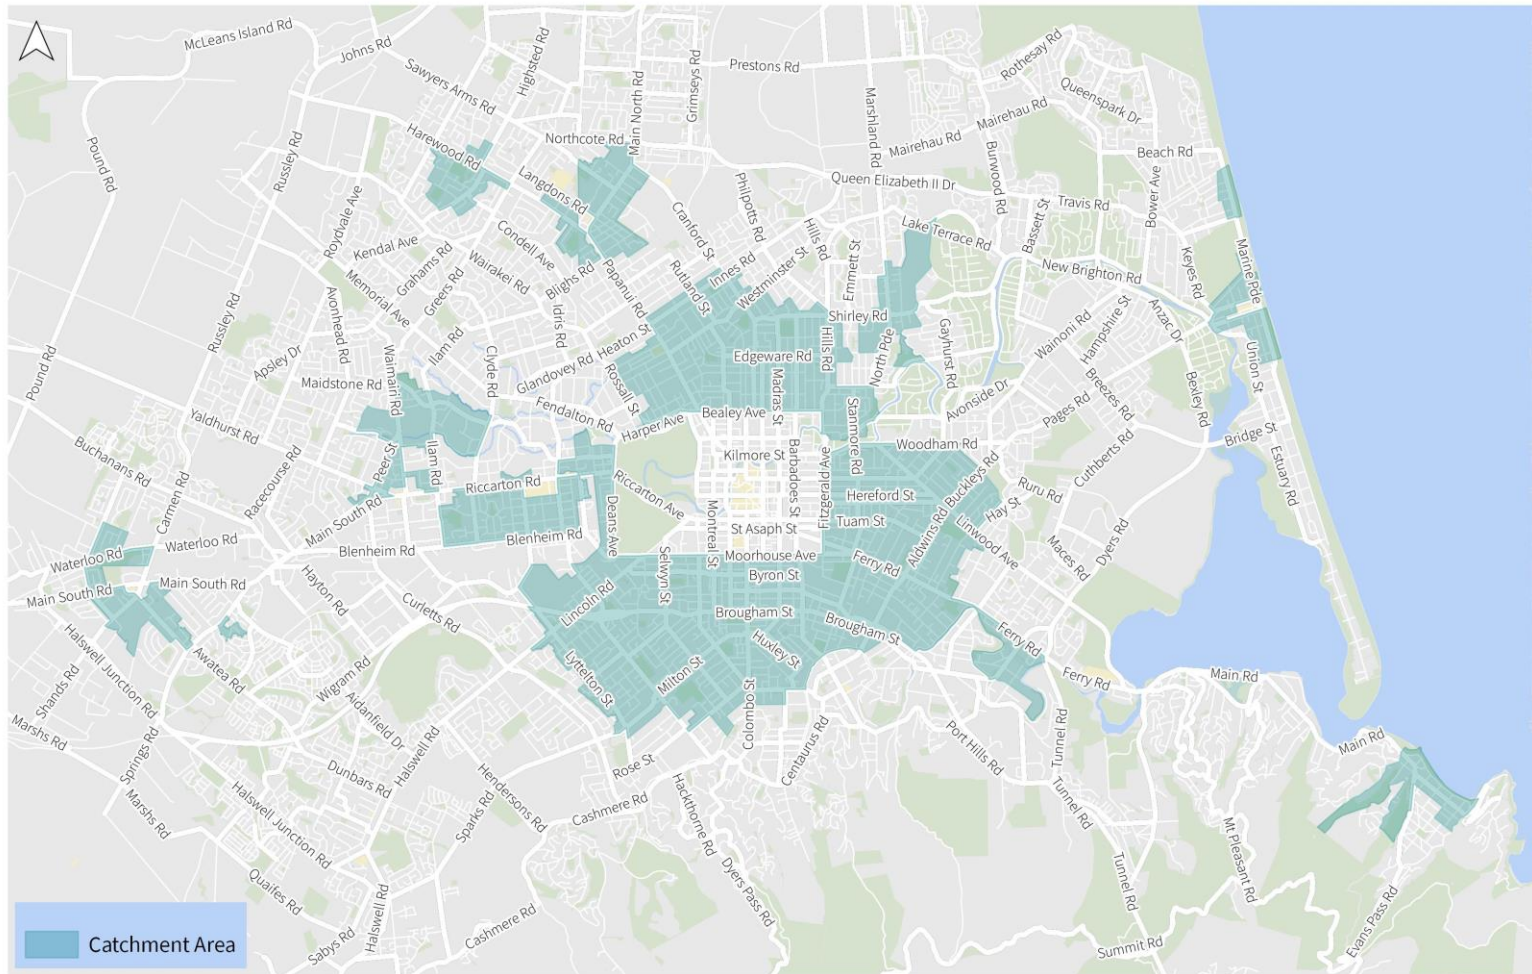 McLeans Island Rd
Johns Rd
Sawyers Arms Rd
Highsted Rd
Main North Rd
Grimseys Rd
Prestons Rd
Marshland Rd
Rothesay Rd
Queenspark Dr
Mairehau Rd
Mairehau Rd
Burwood Rd
Beach Rd
Pound Rd
Russley Rd
Harewood Rd
Northcote Rd
Langdons Rd
Queen Elizabeth II Dr
Travis Rd
Bower Ave
Roydvale Ave
Kendal Ave
Condell Ave
Cranford St
Philpotts Rd
Hills Rd
Emmett St
Lake Terrace Rd
Bassett St
Keyes Rd
Marine Pde
New Brighton Rd
Memorial Ave
Grahams Rd
Wairakei Rd
Greers Rd
Blighs Rd
Papanui Rd
Rutland St
Innes Rd
Westminster St
Russley Rd
Avonhead Rd
Idris Rd
Ilam Rd
Shirley Rd
Anzac Dr
Wainoni Rd
Hampshire St
Pound Rd
Apsley Dr
Waimairi Rd
Clyde Rd
Glandovey Rd
Heaton St
Edgeware Rd
Hills Rd
North Pde
Gayhurst Rd
Union St
Maidstone Rd
Rossall St
Madras St
Stanmore Rd
Avonside Dr
Breezes Rd
Bexley Rd
Yaldhurst Rd
Fendalton Rd
Harper Ave
Bealey Ave
Pages Rd
Buchanans Rd
Carmen Rd
Racecourse Rd
Peer St
Ilam Rd
Kilmore St
Barbadoes St
Fitzgerald Ave
Woodham Rd
Cuthberts Rd
Bridge St
Estuary Rd
Riccarton Rd
Riccarton Ave
Hereford St
Buckleys Rd
Ruru Rd
Main South Rd
Deans Ave
Montreal St
St Asaph St
Tuam St
Hay St
Linwood Ave
Aldwins Rd
Dyers Rd
Waterloo Rd
Waterloo Rd
Blenheim Rd
Blenheim Rd
Selwyn St
Moorhouse Ave
Ferry Rd
Maces Rd
Main South Rd
Main South Rd
Hayton Rd
Curletts Rd
Lincoln Rd
Byron St
Brougham St
Brougham St
Huxley St
Ferry Rd
Ferry Rd
Main Rd
Halswell Junction Rd
Shands Rd
Awatea Rd
Wigram Rd
Aidanfield Dr
Lyttelton St
Milton St
Colombo St
Centaurus Rd
Port Hills Rd
Tunnel Rd
Main Rd
Marshs Rd
Springs Rd
Halswell Rd
Dunbars Rd
Hendersons Rd
Rose St
Cashmere Rd
Hackthorne Rd
Tunnel Rd
Marshs Rd
Halswell Junction Rd
Sparks Rd
Mt Pleasant Rd
Quaifes Rd
Halswell Rd
Dyers Pass Rd
Tunnel Rd
Evans Pass Rd
Sabys Rd
Cashmere Rd
Summit Rd
Catchment Area